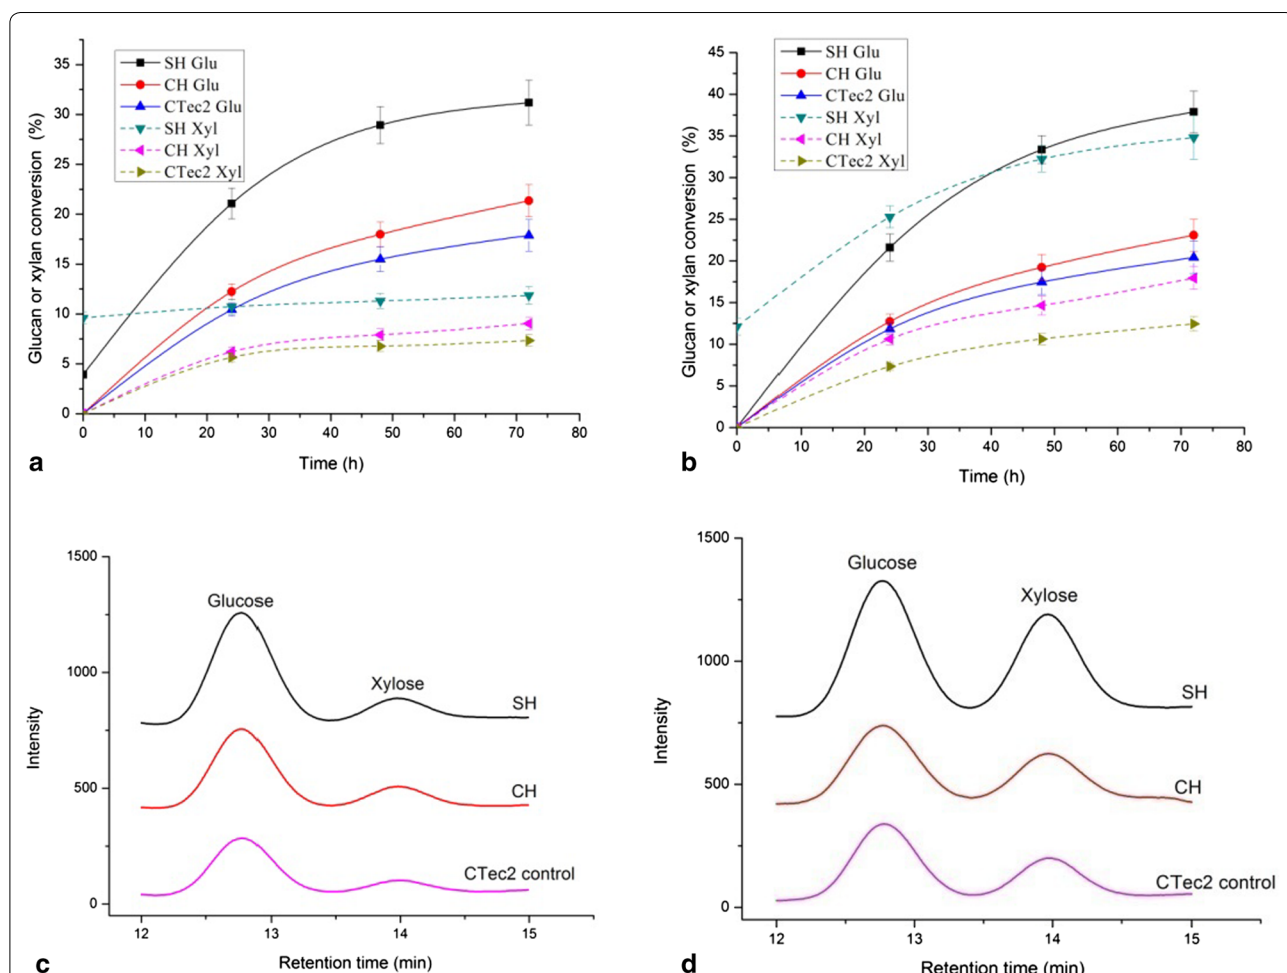 35
30
25
20
15
10
5
0
Glucan or xylan conversion (%)
SH Glu
CH Glu
CTec2 Glu
SH Xyl
CH Xyl
CTec2 Xyl
0 10 20 30 40 50 60 70 80
Time (h)
a
45
40
35
30
25
20
15
10
5
0
Glucan or xylan conversion (%)
SH Glu
CH Glu
CTec2 Glu
SH Xyl
CH Xyl
CTec2 Xyl
0 10 20 30 40 50 60 70 80
Time (h)
b
1500
1000
500
0
Intensity
Glucose
Xylose
SH
CH
CTec2 control
12 13 14 15
Retention time (min)
c
1500
1000
500
0
Intensity
Glucose
Xylose
SH
CH
CTec2 control
12 13 14 15
Retention time (min)
d